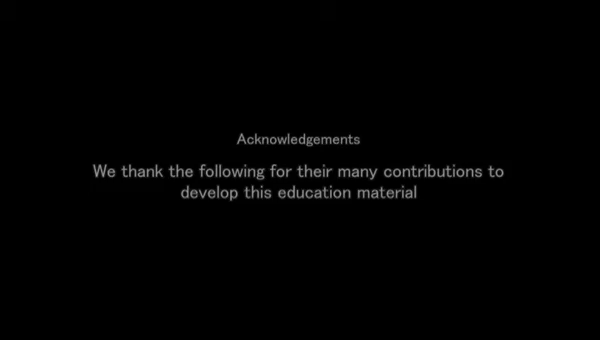 Acknowledgements
We thank the following for their many contributions to
develop this education material